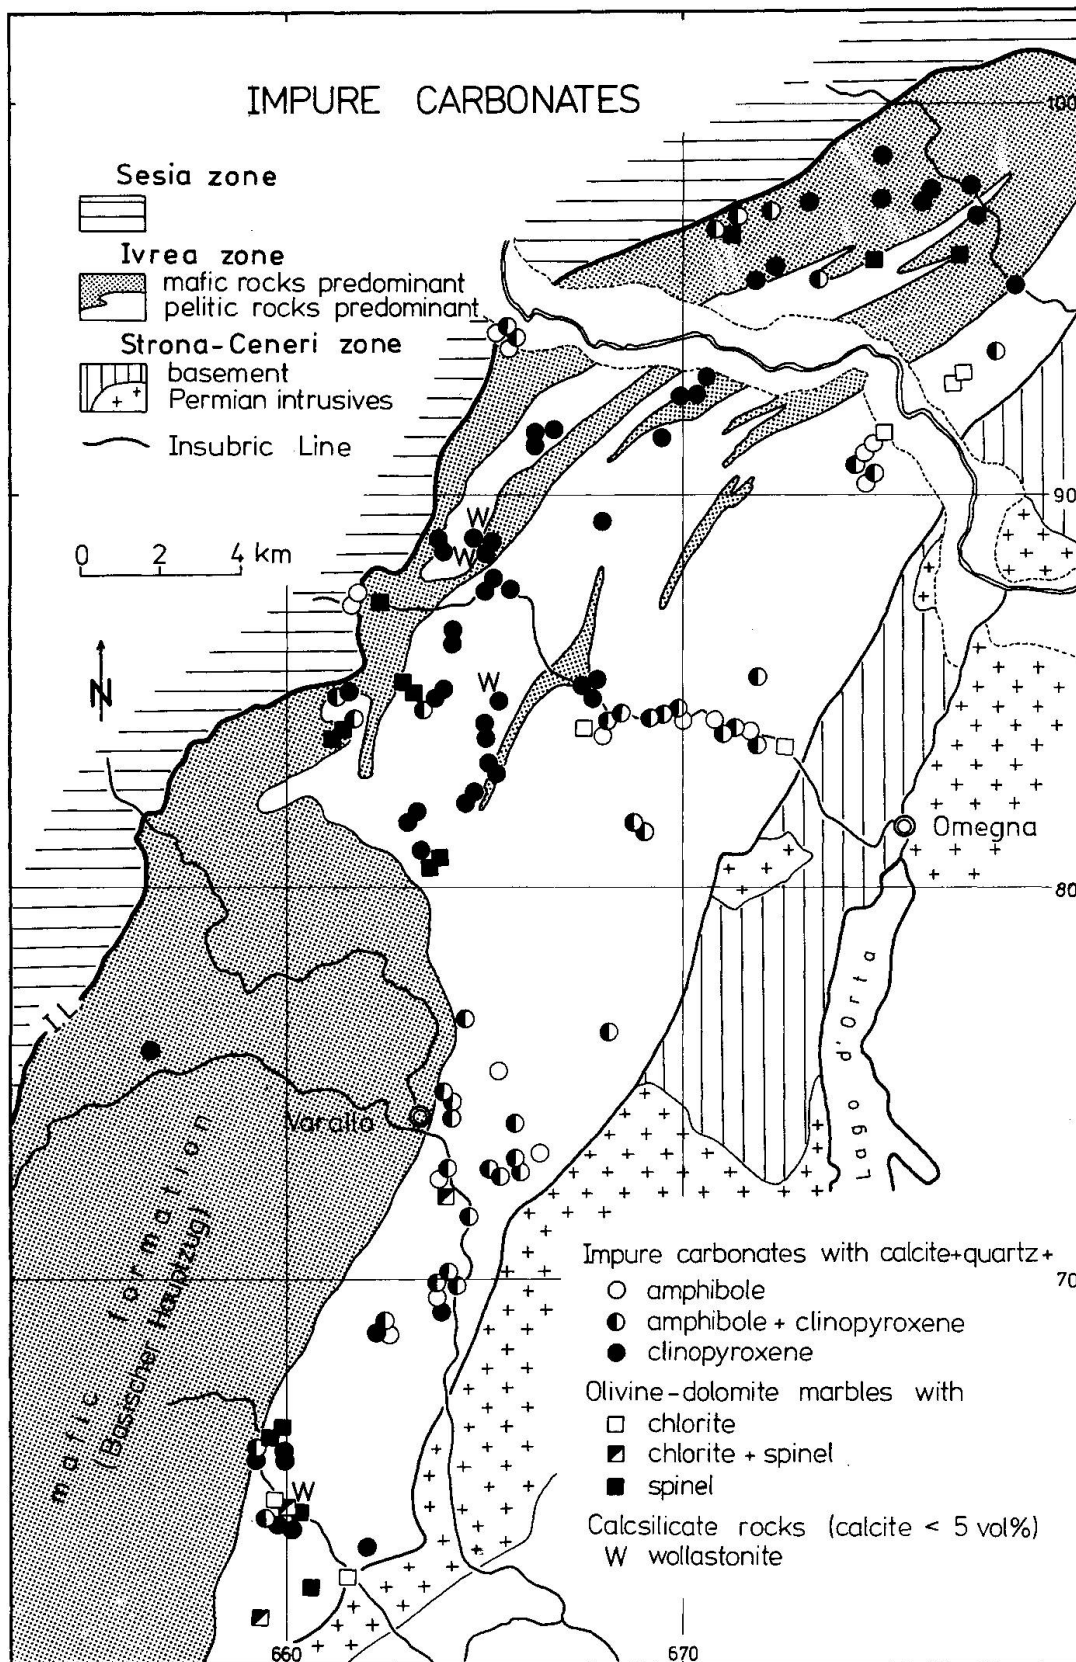 IMPURE CARBONATES
100
Sesia zone
Ivrea zone
mafic rocks predominant
pelitic rocks predominant
Strona-Ceneri zone
basement
Permian intrusives
Insubric Line
90
W
0 2 4 km
W
N
W
Omegna
80
I L
Lago d'Orta
Varallo
mafic formation
(Basischer Hauptzug)
Impure carbonates with calcite+quartz+
70
amphibole
amphibole + clinopyroxene
clinopyroxene
Olivine-dolomite marbles with
chlorite
chlorite + spinel
spinel
W
Calcsilicate rocks (calcite < 5 vol%)
W wollastonite
660
670